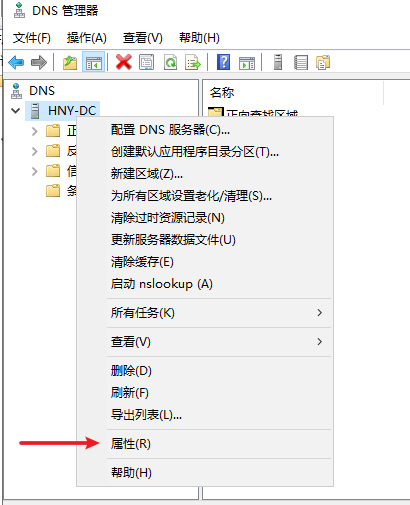 DNS 管理器
文件(F) 操作(A) 查看(V) 帮助(H)
DNS
HNY-DC
名称
正向查找区域
正
反
信
条
配置 DNS 服务器(C)...
创建默认应用程序目录分区(T)...
新建区域(Z)...
为所有区域设置老化/清理(S)...
清除过时资源记录(N)
更新服务器数据文件(U)
清除缓存(E)
启动 nslookup (A)
所有任务(K)
查看(V)
删除(D)
刷新(F)
导出列表(L)...
属性(R)
帮助(H)